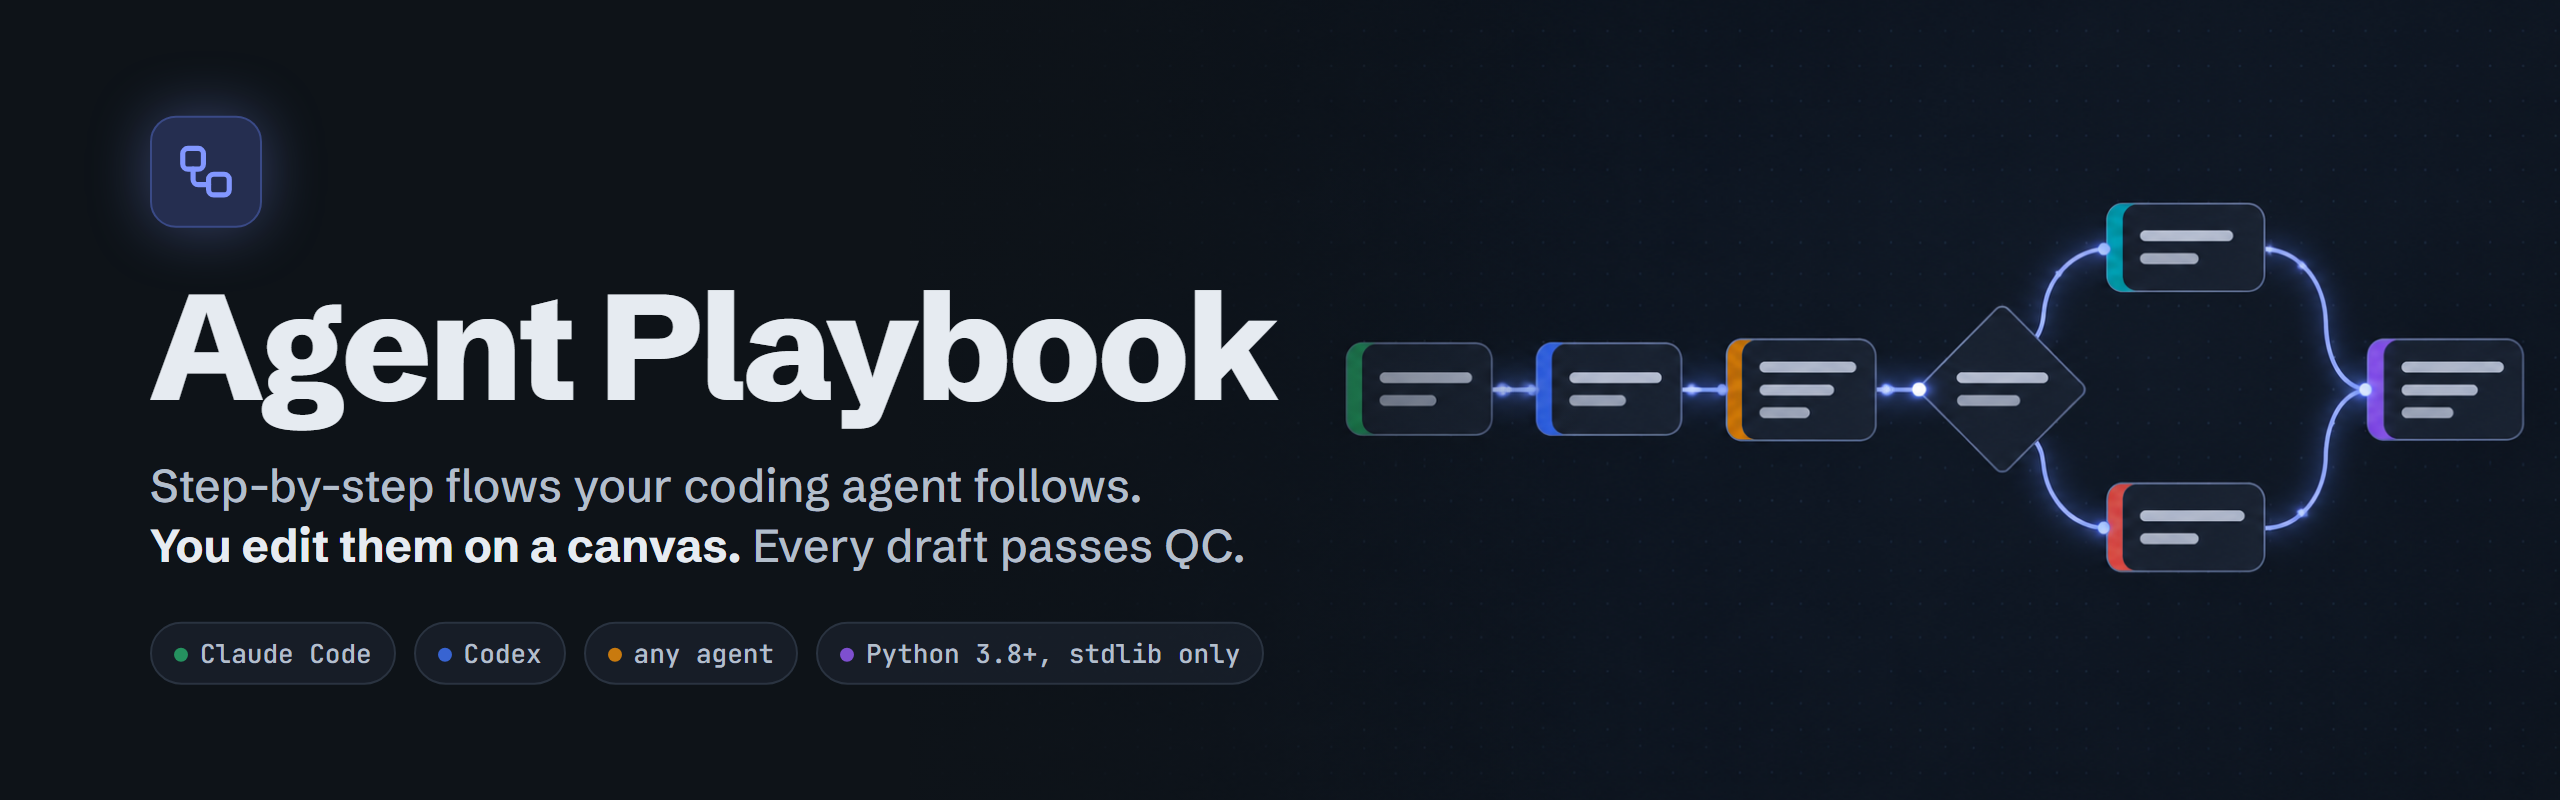 Agent Playbook
Step-by-step flows your coding agent follows.
You edit them on a canvas. Every draft passes QC.
Claude Code
Codex
any agent
Python 3.8+, stdlib only